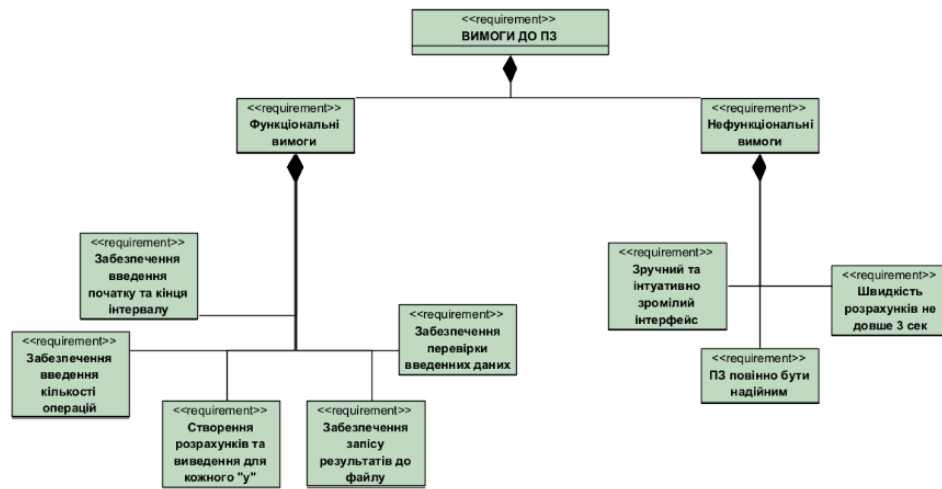 <<requirement>>
ВИМОГИ ДО ПЗ
<<requirement>>
Функціональні
вимоги
<<requirement>>
Нефункціональні
вимоги
<<requirement>>
Забезпечення
введення
початку та кінця
інтервалу
<<requirement>>
Зручний та
інтуативно
зромілий
інтерфейс
<<requirement>>
Швидкість
розрахунків не
довше 3 сек
<<requirement>>
Забезпечення
перевірки
введенних даних
<<requirement>>
Забезпечення
введення
кількості
операцій
<<requirement>>
ПЗ повінно бути
надійним
<<requirement>>
Створення
розрахунків та
виведення для
кожного "у"
<<requirement>>
Забезпечення
запісу
результатів до
файлу